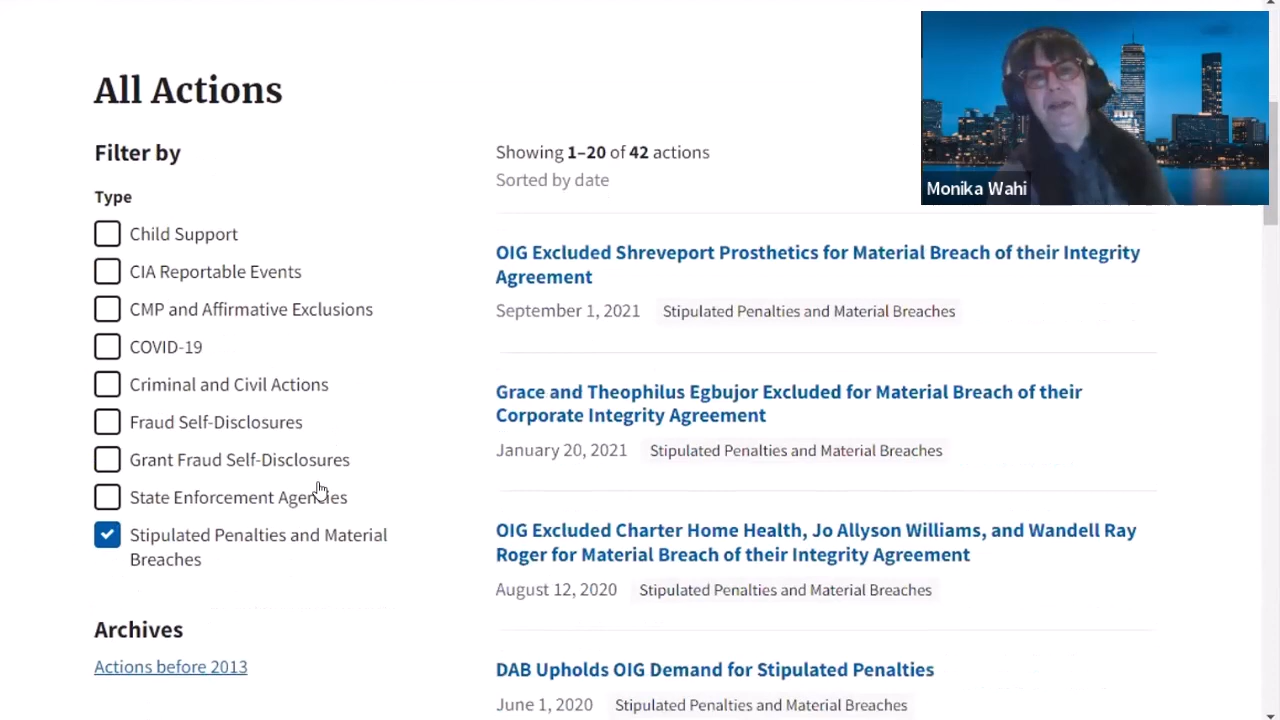 All Actions
Filter by
Type
Child Support
CIA Reportable Events
CMP and Affirmative Exclusions
COVID-19
Criminal and Civil Actions
Fraud Self-Disclosures
Grant Fraud Self-Disclosures
State Enforcement Agencies
Stipulated Penalties and Material
Breaches
Archives
Actions before 2013
Showing 1–20 of 42 actions
Sorted by date
OIG Excluded Shreveport Prosthetics for Material Breach of their Integrity
Agreement
September 1, 2021 Stipulated Penalties and Material Breaches
Grace and Theophilus Egbujor Excluded for Material Breach of their
Corporate Integrity Agreement
January 20, 2021 Stipulated Penalties and Material Breaches
OIG Excluded Charter Home Health, Jo Allyson Williams, and Wandell Ray
Roger for Material Breach of their Integrity Agreement
August 12, 2020 Stipulated Penalties and Material Breaches
DAB Upholds OIG Demand for Stipulated Penalties
June 1, 2020 Stipulated Penalties and Material Breaches
Monika Wahi